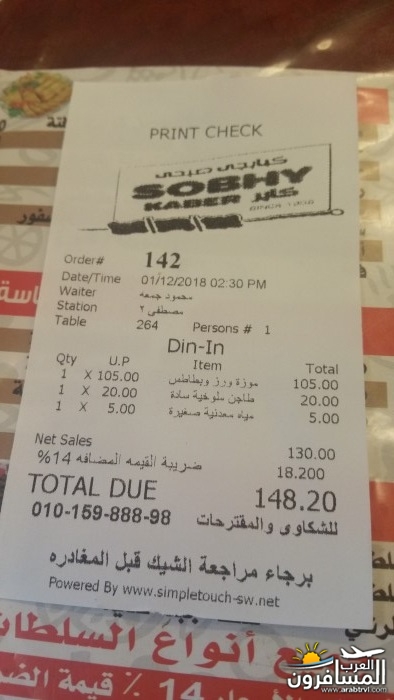 PRINT CHECK
كبابجي صبحي
SOBHY
KABER كابر
SINCE
Order# 142
Date/Time 01/12/2018 02:30 PM
Waiter محمود جمعه
Station مصطفى ٢
Table 264 Persons # 1
Din-In
Qty U.P Item Total
1 X 105.00 موزة ورز وبطاطس 105.00
1 X 20.00 طاجن ملوخية سادة 20.00
1 X 5.00 مياه معدنية صغيرة 5.00
Net Sales 130.00
ضريبة القيمه المضافه 14% 18.200
TOTAL DUE 148.20
010-159-888-98 للشكاوى والمقترحات
برجاء مراجعة الشيك قبل المغادره
Powered By www.simpletouch-sw.net
ع أنواع السلطات
14 ٪ قيمة
العرب
المسافرون
www.arabtrvl.com